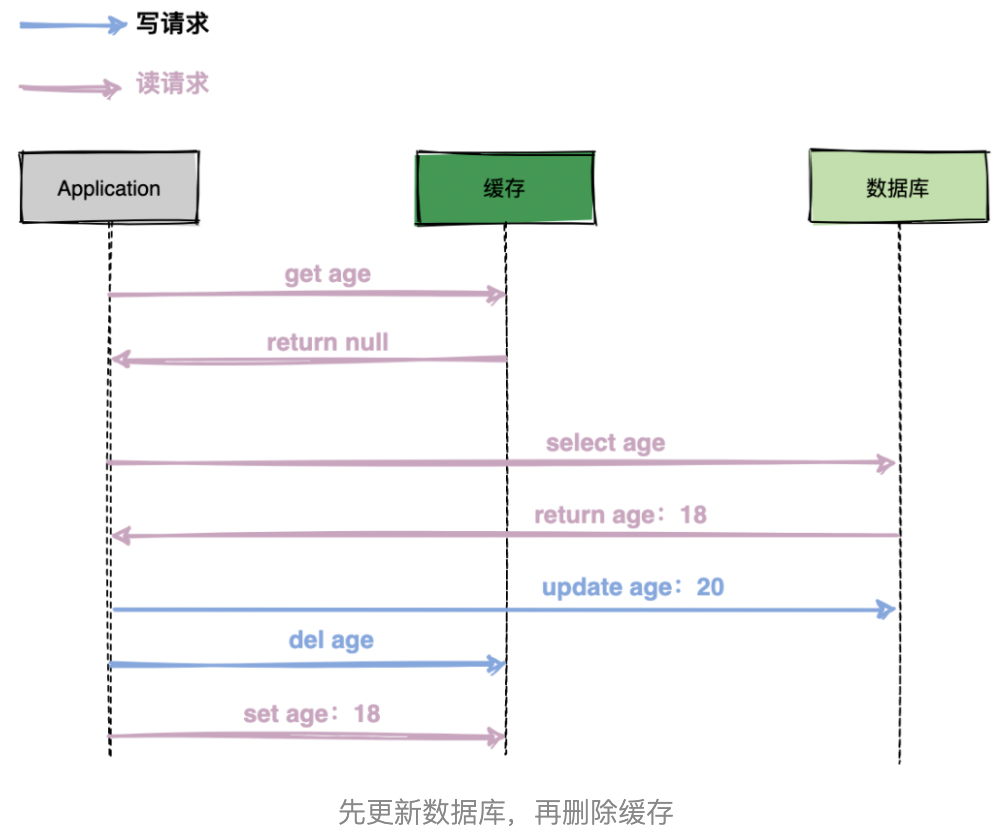 写请求
读请求
Application
缓存
数据库
get age
return null
select age
return age：18
update age：20
del age
set age：18
先更新数据库，再删除缓存